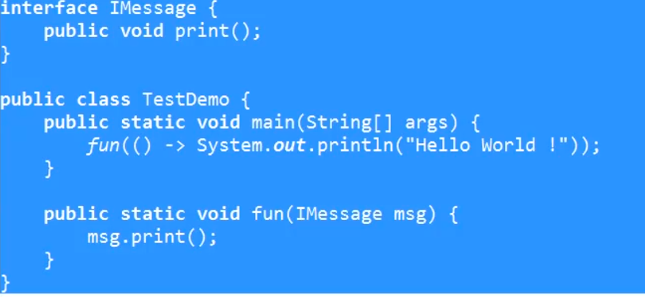 interface IMessage {
    public void print();
}

public class TestDemo {
    public static void main(String[] args) {
        fun(() -> System.out.println("Hello World !"));
    }

    public static void fun(IMessage msg) {
        msg.print();
    }
}